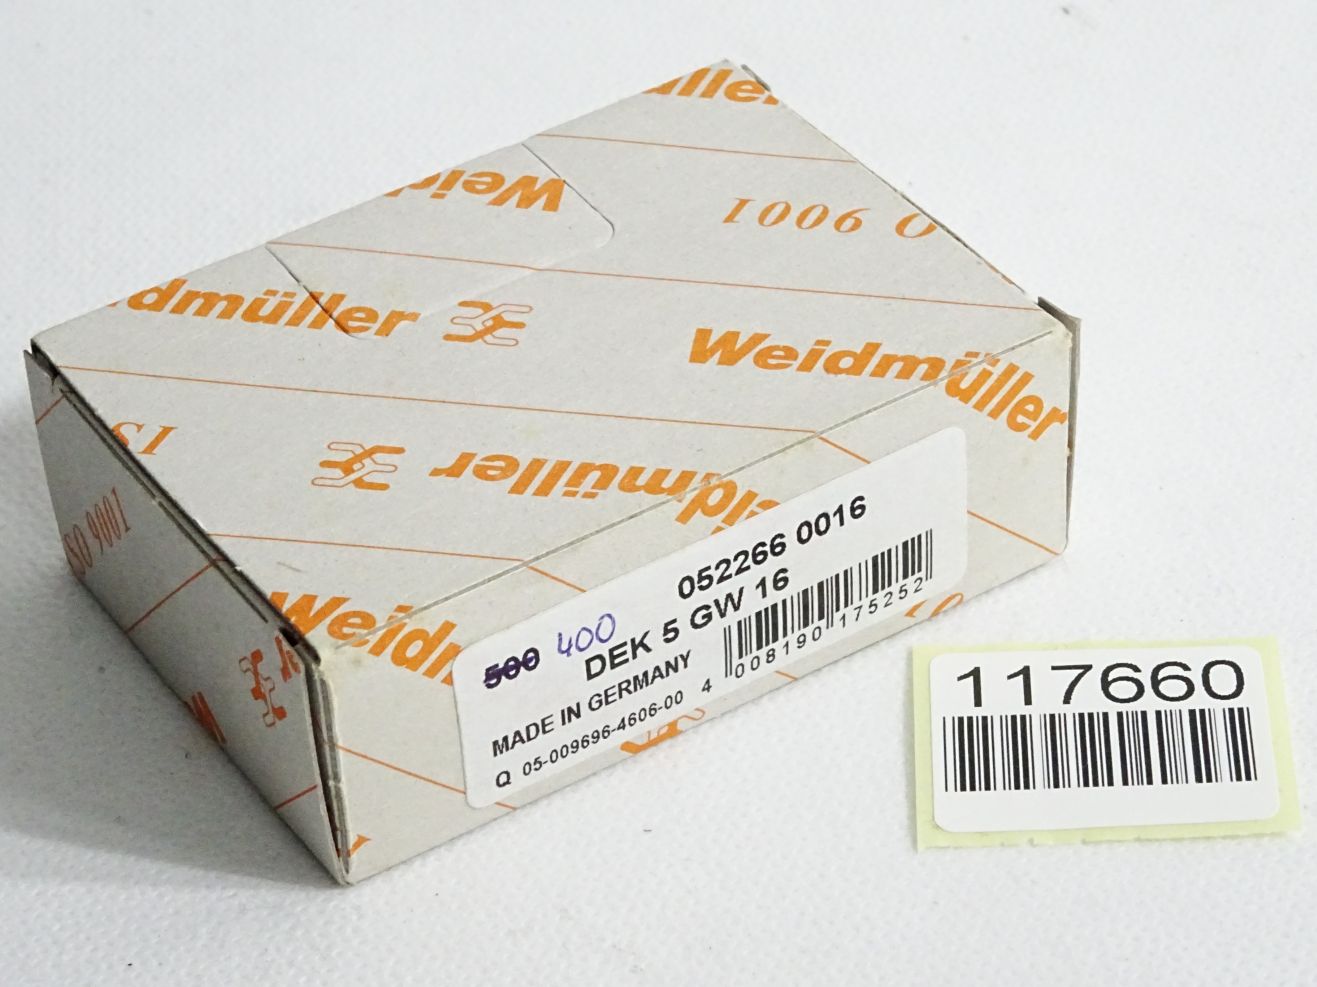 Weidmüller
ISO 9001
Weidmüller
Weidmüller
Weidmüller
ISO 9001
052266 0016
500 400
DEK 5 GW 16
MADE IN GERMANY
Q 05-009696-4606-00
4 008190 175252
117660